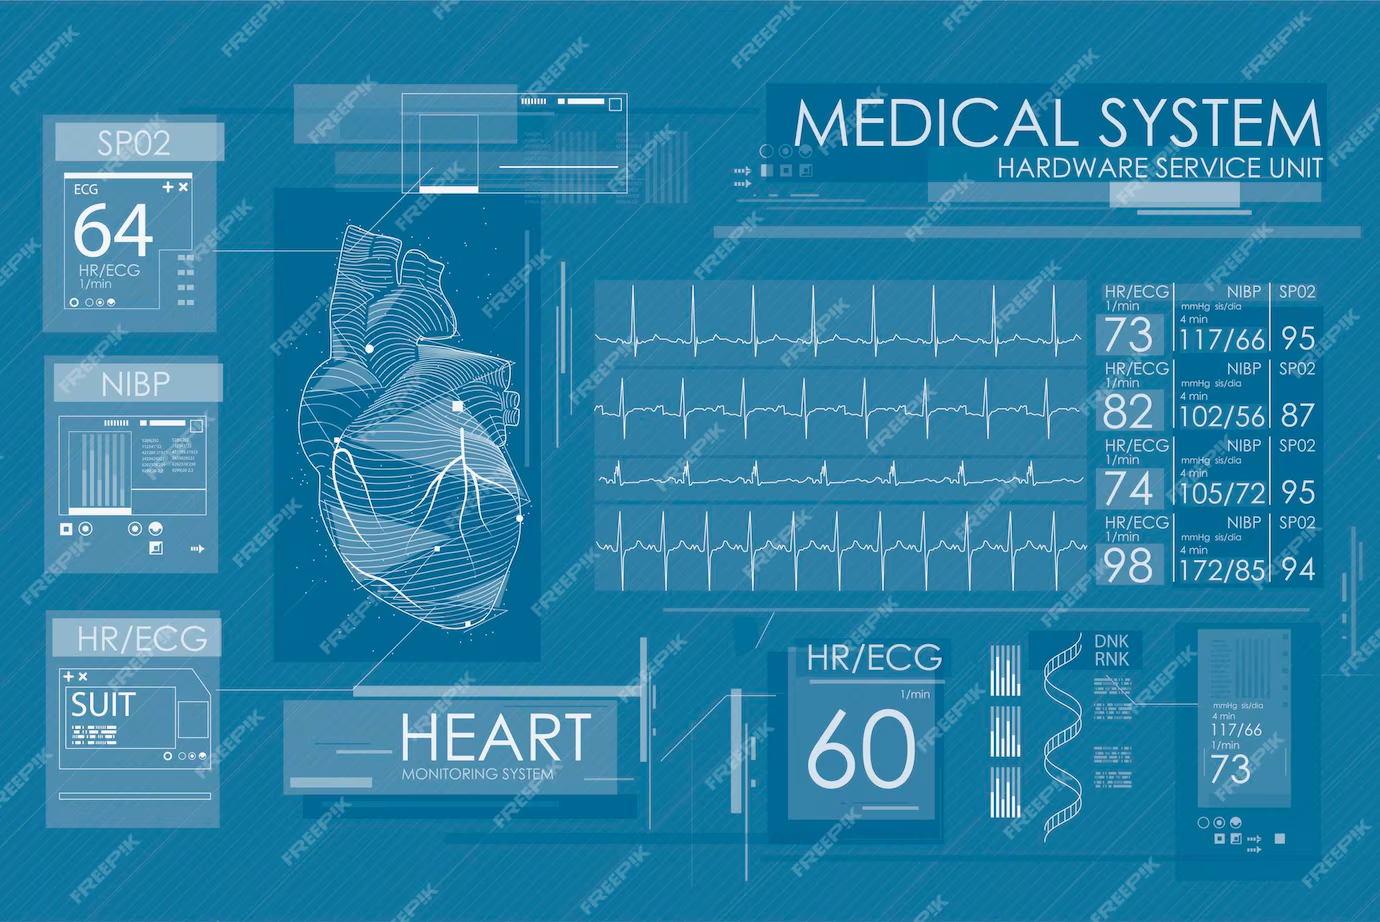 MEDICAL SYSTEM
HARDWARE SERVICE UNIT
SP02
ECG
64
HR/ECG
1/min
NIBP
HR/ECG
SUIT
HEART
MONITORING SYSTEM
HR/ECG NIBP SP02
1/min mmHg sis/dia
4 min
73 117/66 95
HR/ECG NIBP SP02
1/min mmHg sis/dia
4 min
82 102/56 87
HR/ECG NIBP SP02
1/min mmHg sis/dia
4 min
74 105/72 95
HR/ECG NIBP SP02
1/min mmHg sis/dia
4 min
98 172/85 94
HR/ECG
1/min
60
DNK
RNK
mmHg sis/dia
4 min
117/66
1/min
73
FREEPIK